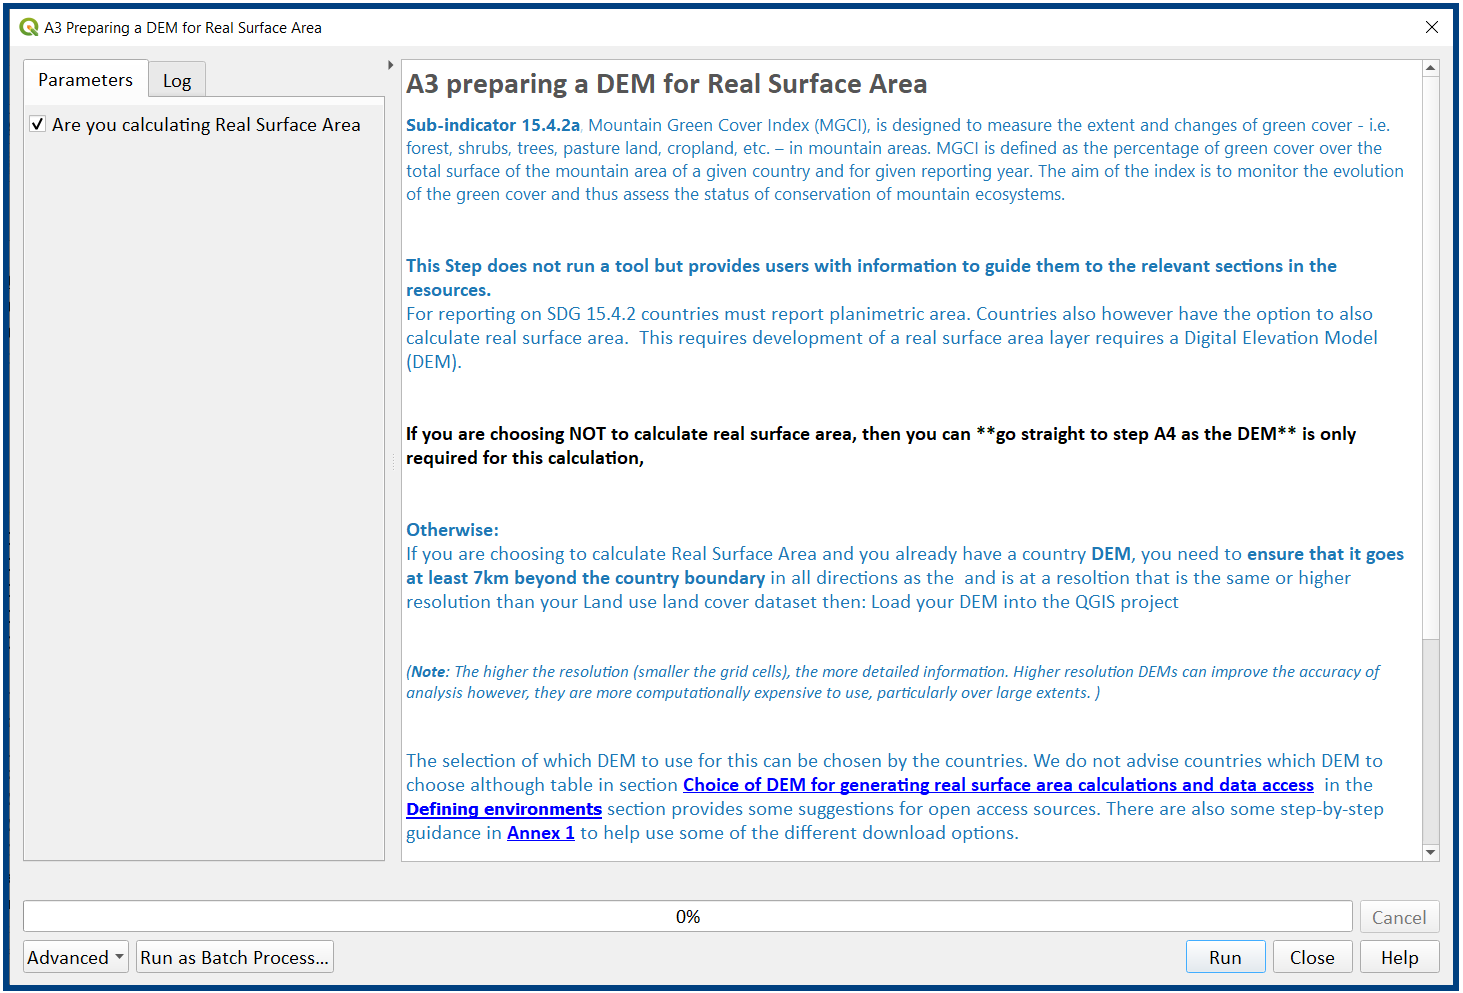 A3 Preparing a DEM for Real Surface Area
Parameters
Log
Are you calculating Real Surface Area
A3 preparing a DEM for Real Surface Area
Sub-indicator 15.4.2a, Mountain Green Cover Index (MGCI), is designed to measure the extent and changes of green cover - i.e.
forest, shrubs, trees, pasture land, cropland, etc. – in mountain areas. MGCI is defined as the percentage of green cover over the
total surface of the mountain area of a given country and for given reporting year. The aim of the index is to monitor the evolution
of the green cover and thus assess the status of conservation of mountain ecosystems.
This Step does not run a tool but provides users with information to guide them to the relevant sections in the
resources.
For reporting on SDG 15.4.2 countries must report planimetric area. Countries also however have the option to also
calculate real surface area.  This requires development of a real surface area layer requires a Digital Elevation Model
(DEM).
If you are choosing NOT to calculate real surface area, then you can **go straight to step A4 as the DEM** is only
required for this calculation,
Otherwise:
If you are choosing to calculate Real Surface Area and you already have a country DEM, you need to ensure that it goes
at least 7km beyond the country boundary in all directions as the  and is at a resoltion that is the same or higher
resolution than your Land use land cover dataset then: Load your DEM into the QGIS project
(Note: The higher the resolution (smaller the grid cells), the more detailed information. Higher resolution DEMs can improve the accuracy of
analysis however, they are more computationally expensive to use, particularly over large extents. )
The selection of which DEM to use for this can be chosen by the countries. We do not advise countries which DEM to
choose although table in section Choice of DEM for generating real surface area calculations and data access  in the
Defining environments section provides some suggestions for open access sources. There are also some step-by-step
guidance in Annex 1 to help use some of the different download options.
0%
Cancel
Advanced
Run as Batch Process...
Run
Close
Help